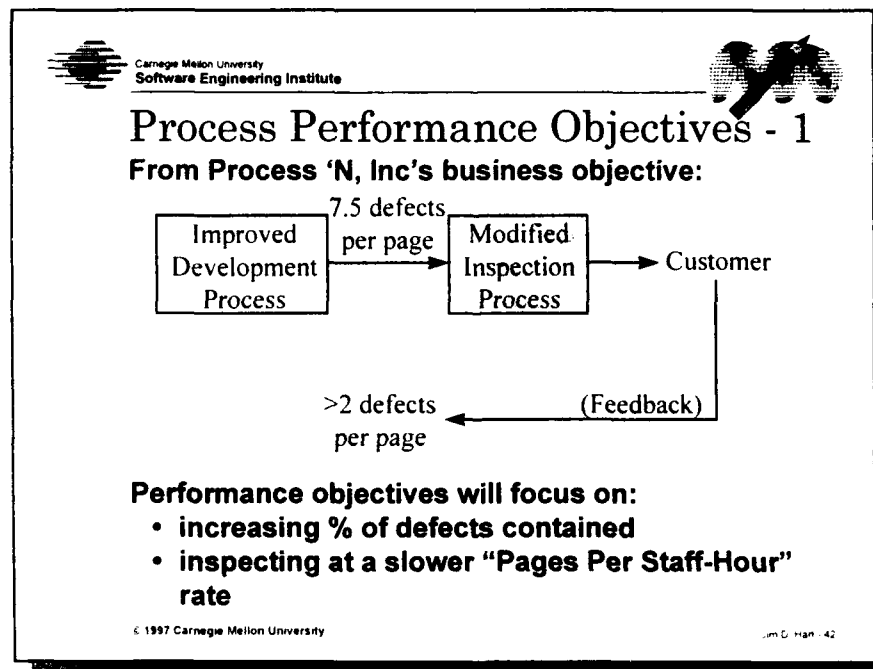 Carnegie Mellon University
Software Engineering Institute
Process Performance Objectives - 1
From Process ‘N, Inc's business objective:
Improved
Development
Process
7.5 defects
per page
Modified
Inspection
Process
Customer
>2 defects
per page
(Feedback)
Performance objectives will focus on:
• increasing % of defects contained
• inspecting at a slower “Pages Per Staff-Hour”
rate
© 1997 Carnegie Mellon University
Jim D. Hart - 42